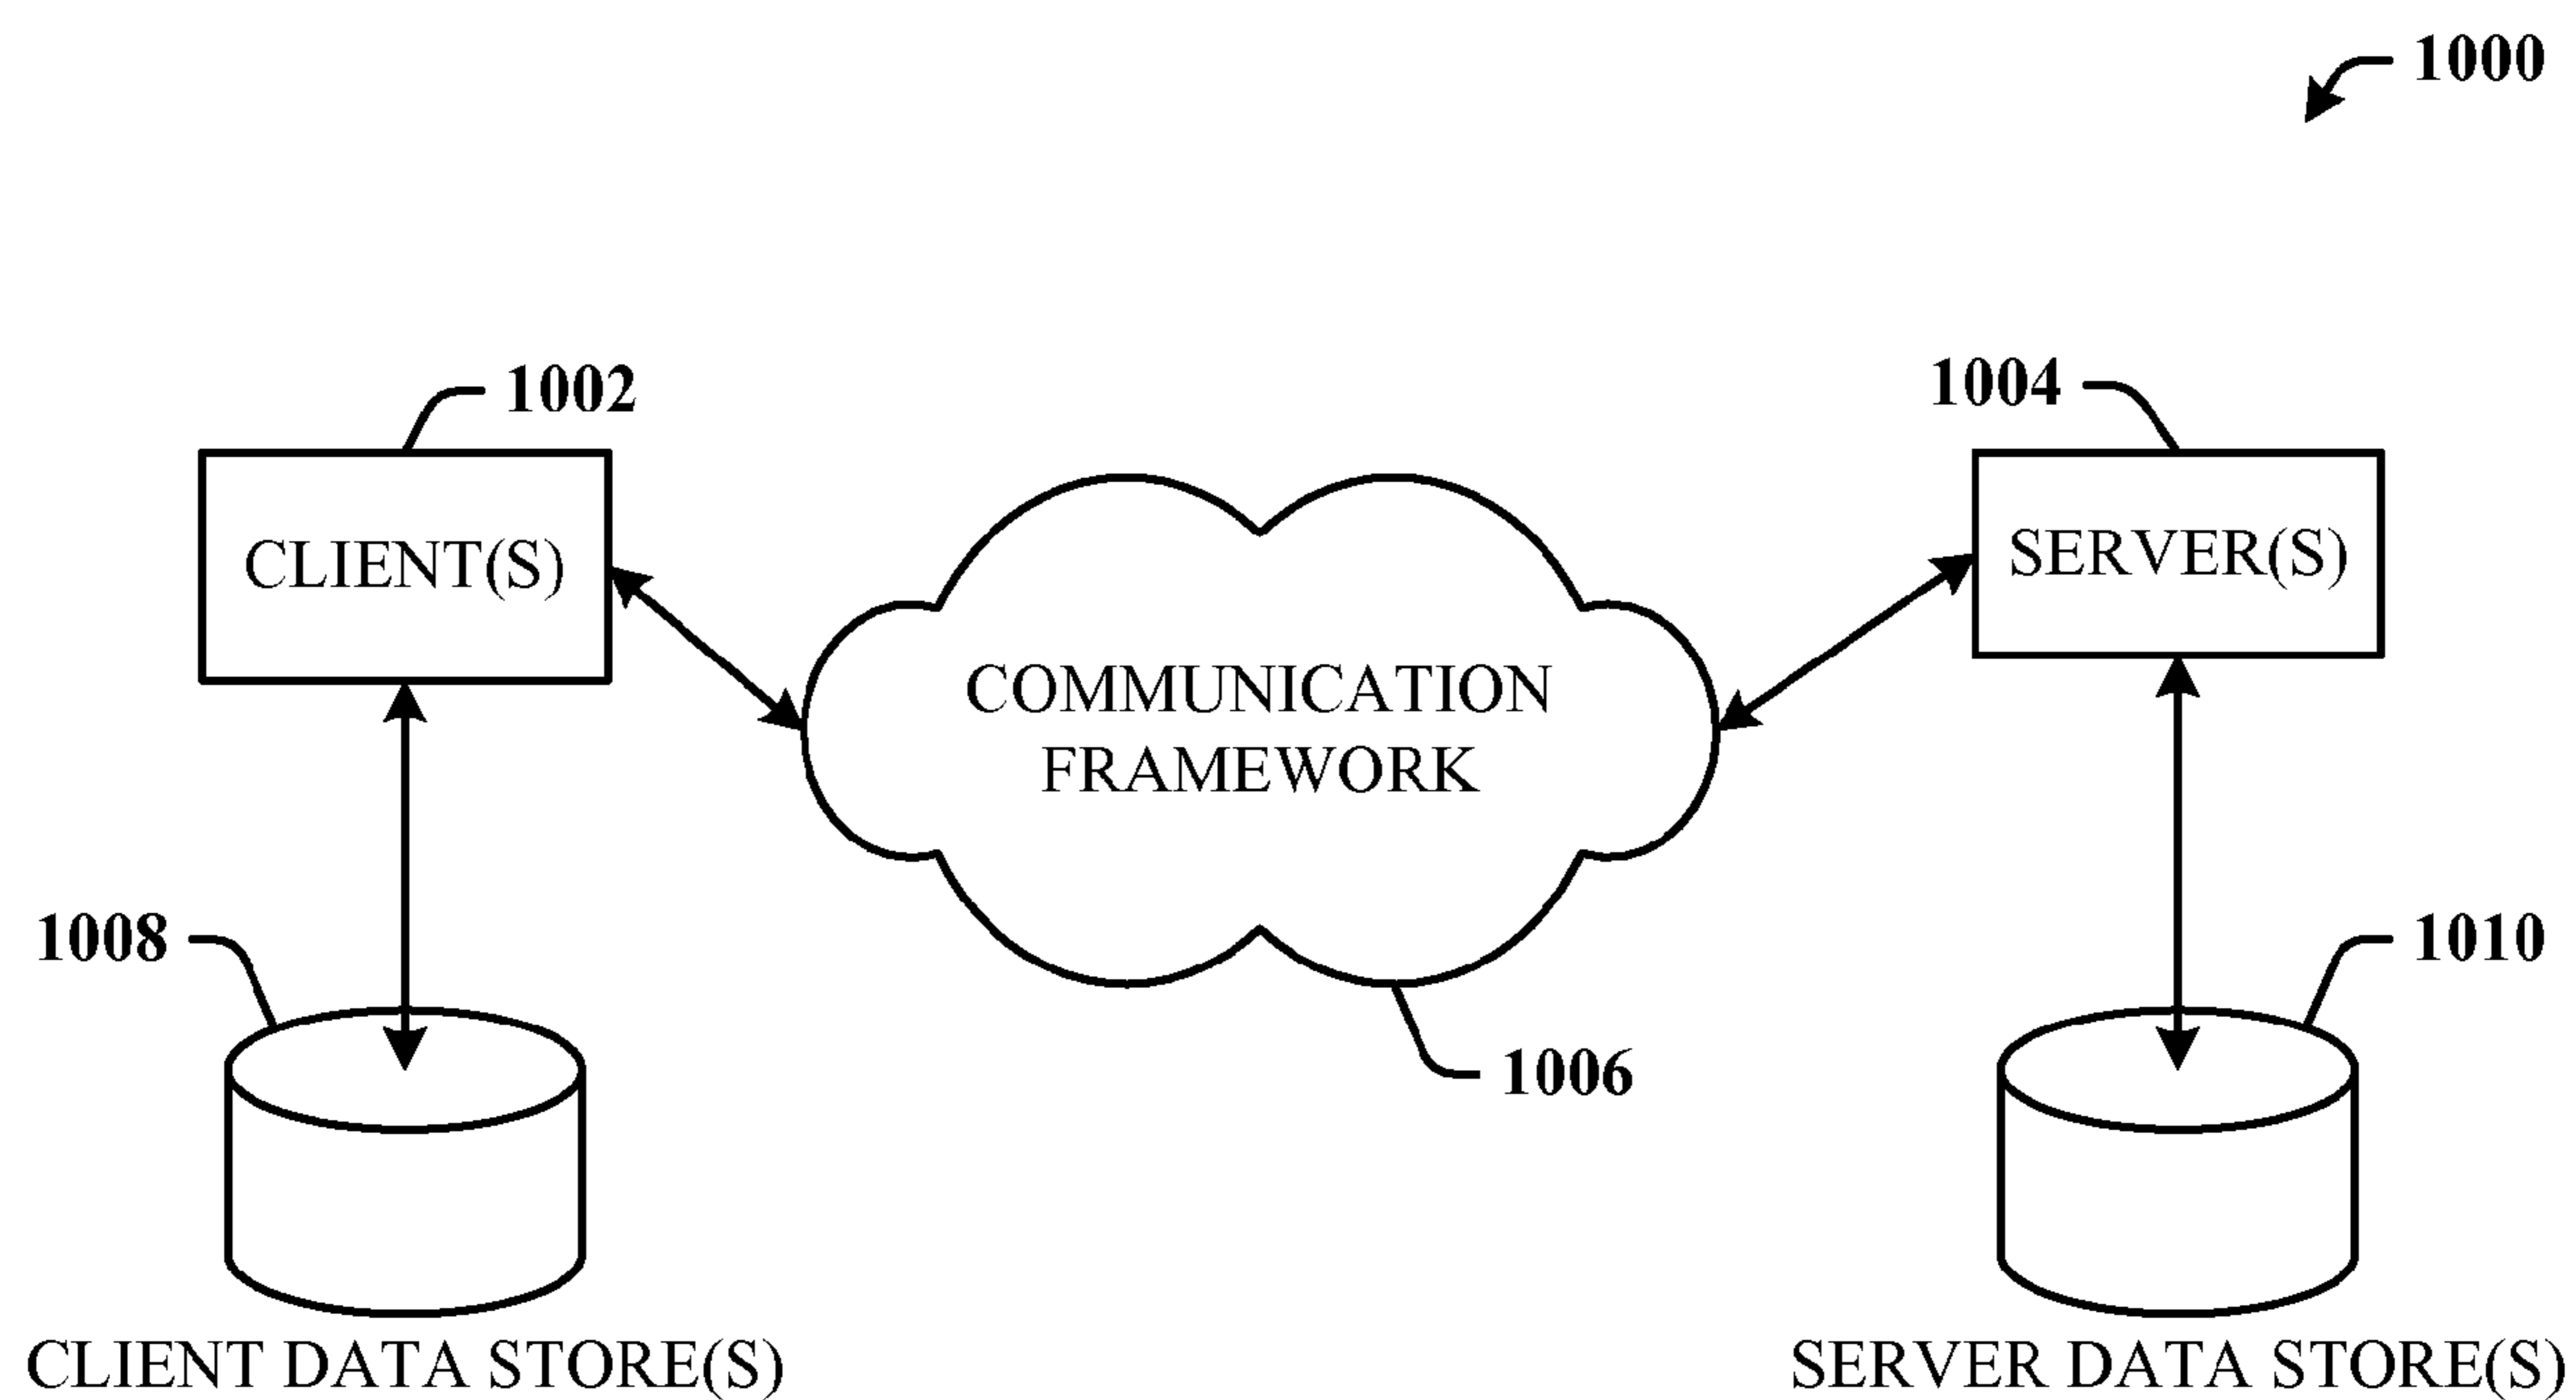 1000
1002
1004
CLIENT(S)
SERVER(S)
COMMUNICATION
FRAMEWORK
1008
1010
1006
CLIENT DATA STORE(S)
SERVER DATA STORE(S)